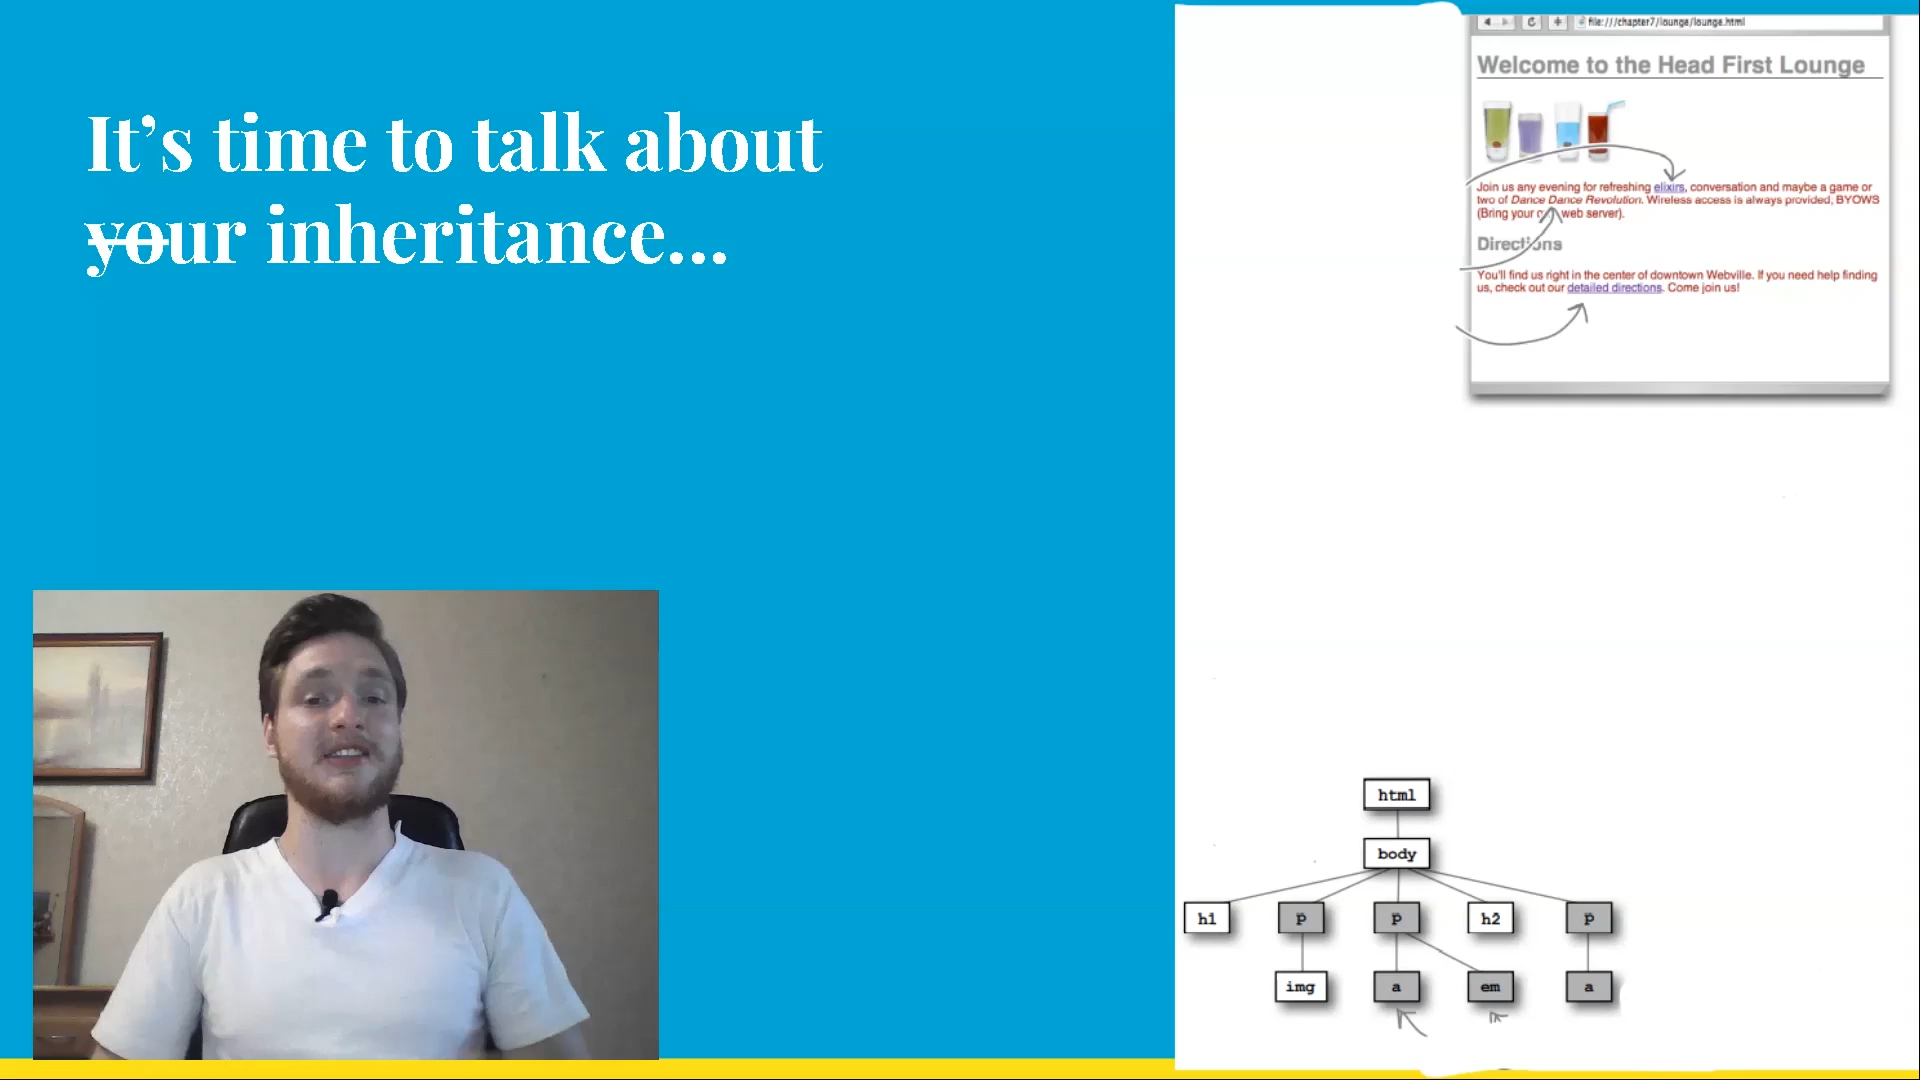 It's time to talk about
your inheritance...
file:///chapter7/lounge/lounge.html
Welcome to the Head First Lounge
Join us any evening for refreshing elixirs, conversation and maybe a game or
two of Dance Dance Revolution. Wireless access is always provided, BYOWS
(Bring your web server).
Directions
You'll find us right in the center of downtown Webville. If you need help finding
us, check out our detailed directions. Come join us!
html
body
h1 p p h2 p
img a em a